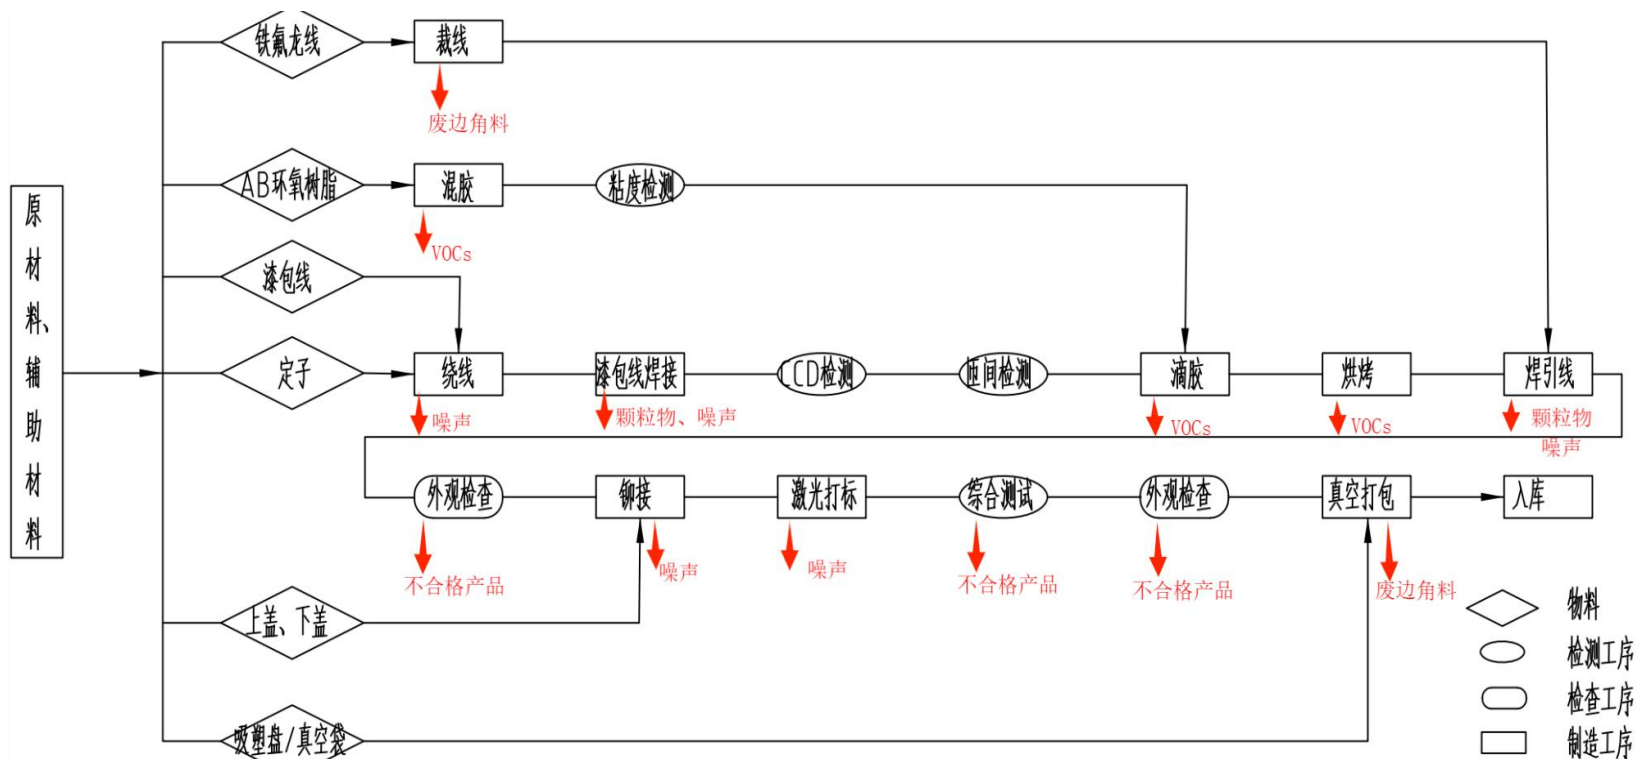 铁氟龙线
裁线
废边角料
AB环氧树脂
混胶
粘度检测
VOCs
原材料、辅助材料
漆包线
定子
绕线
漆包线焊接
CCD检测
匝间检测
滴胶
烘烤
焊引线
噪声
颗粒物、噪声
VOCs
VOCs
颗粒物
噪声
外观检查
铆接
激光打标
综合测试
外观检查
真空打包
入库
不合格产品
噪声
噪声
不合格产品
不合格产品
废边角料
上盖、下盖
吸塑盘/真空袋
物料
检测工序
检查工序
制造工序